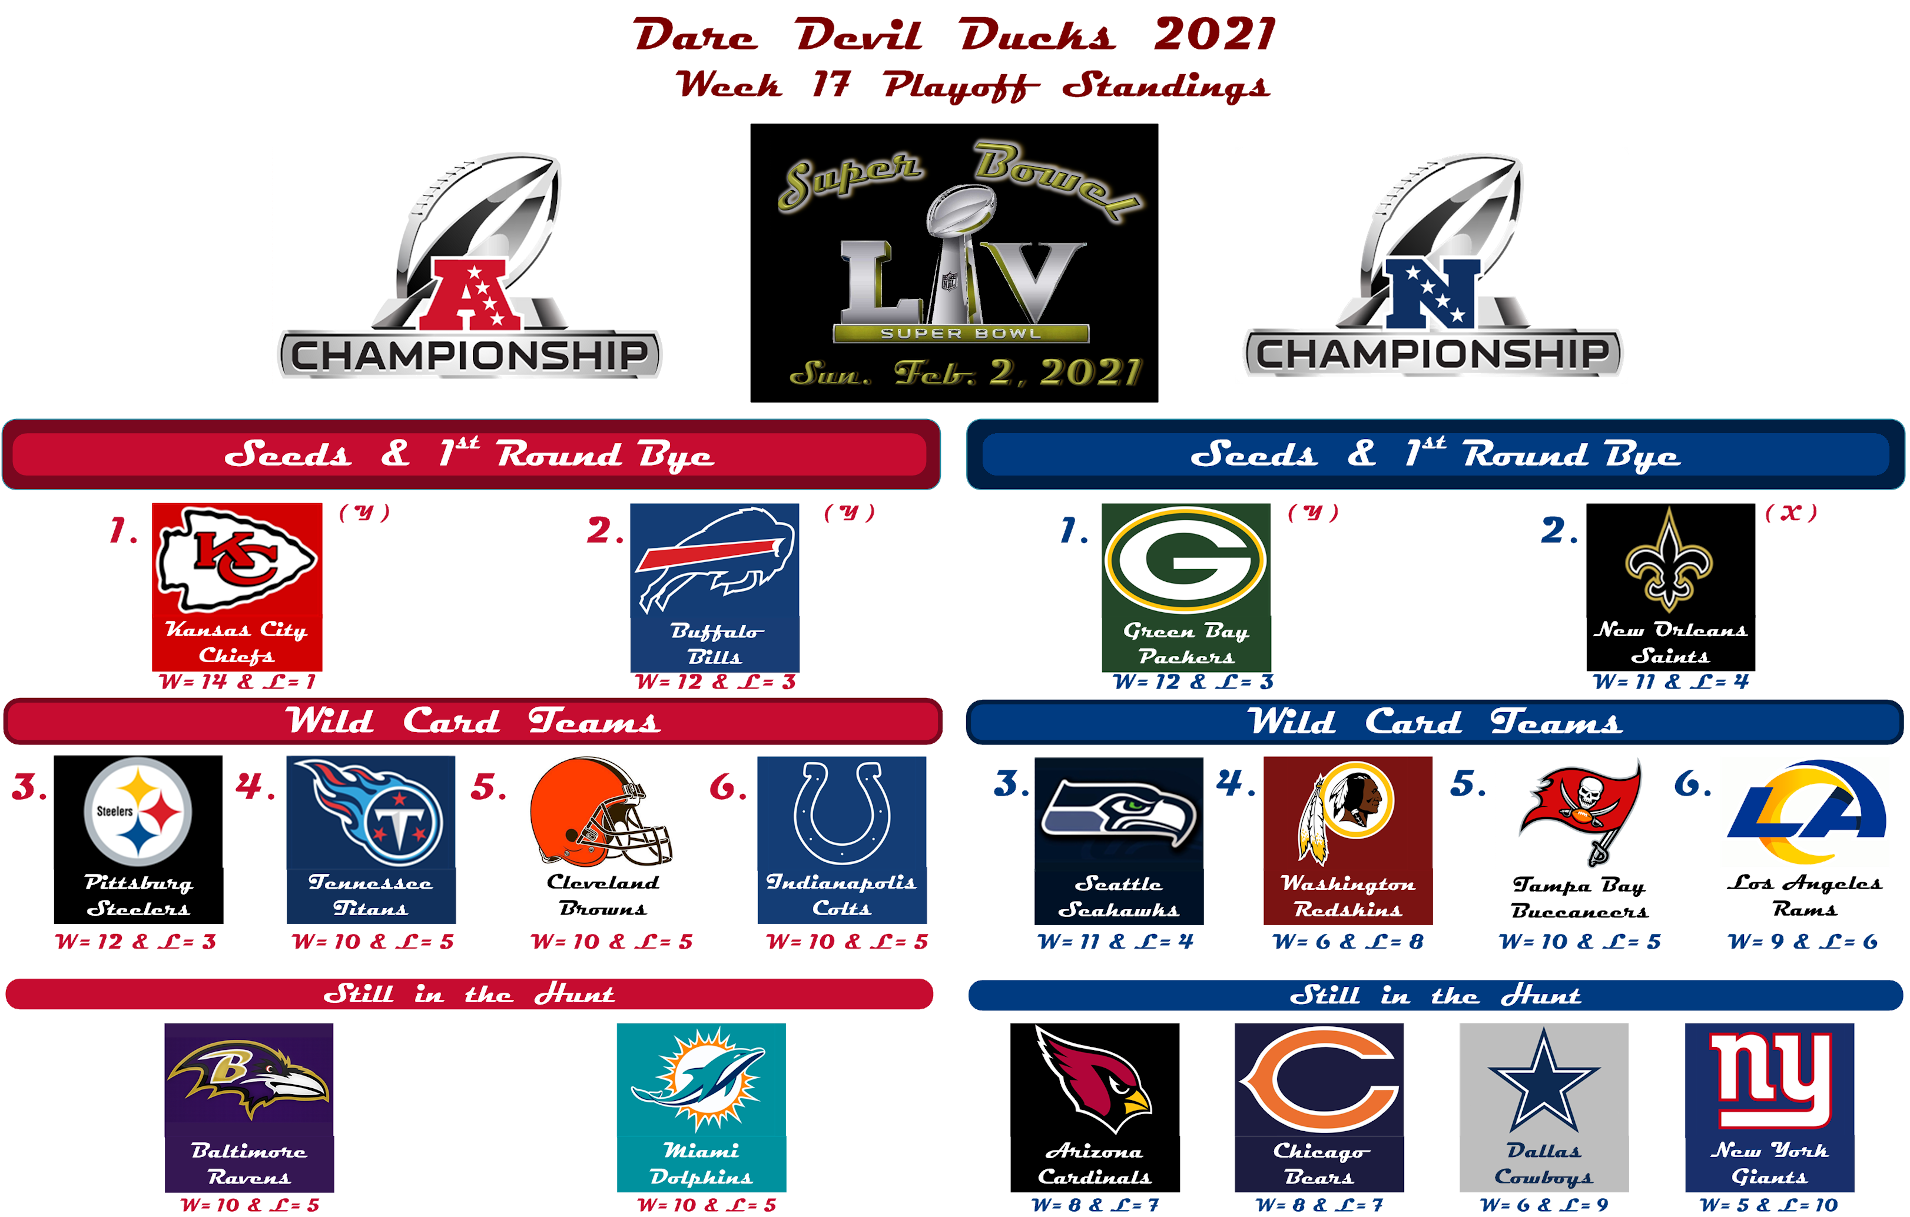 Dare Devil Ducks 2021
Week 17 Playoff Standings
Super Bowel
LIV
SUPER BOWL
Sun. Feb. 2, 2021
A
CHAMPIONSHIP
N
CHAMPIONSHIP
Seeds & 1st Round Bye
Seeds & 1st Round Bye
1. KC (Y)
Kansas City
Chiefs
W= 14 & L= 1
2. (Y)
Buffalo
Bills
W= 12 & L= 3
1. G (Y)
Green Bay
Packers
W= 12 & L= 3
2. (X)
New Orleans
Saints
W= 11 & L= 4
Wild Card Teams
Wild Card Teams
3. Steelers
Pittsburg
Steelers
W= 12 & L= 3
4. T
Tennessee
Titans
W= 10 & L= 5
5.
Cleveland
Browns
W= 10 & L= 5
6.
Indianapolis
Colts
W= 10 & L= 5
3.
Seattle
Seahawks
W= 11 & L= 4
4.
Washington
Redskins
W= 6 & L= 8
5.
Tampa Bay
Buccaneers
W= 10 & L= 5
6. LA
Los Angeles
Rams
W= 9 & L= 6
Still in the Hunt
Still in the Hunt
B
Baltimore
Ravens
W= 10 & L= 5
Miami
Dolphins
W= 10 & L= 5
Arizona
Cardinals
W= 8 & L= 7
C
Chicago
Bears
W= 8 & L= 7
Dallas
Cowboys
W= 6 & L= 9
ny
New York
Giants
W= 5 & L= 10